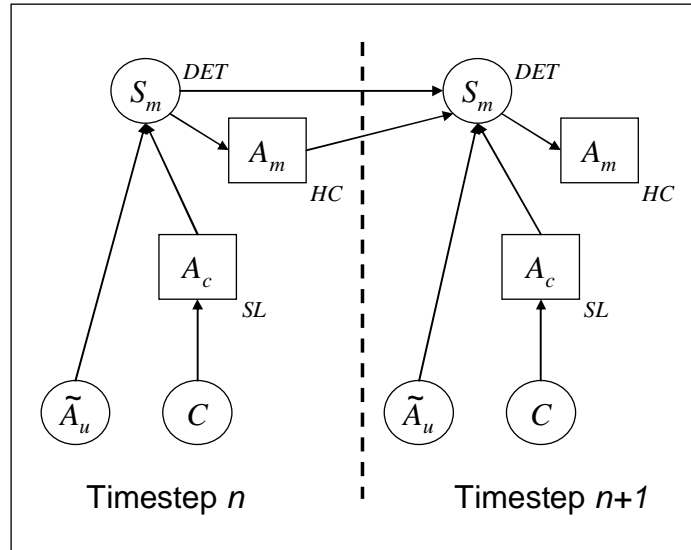 S_m DET
A_m
HC
A_c
SL
Ã_u
C
Timestep n
S_m DET
A_m
HC
A_c
SL
Ã_u
C
Timestep n+1